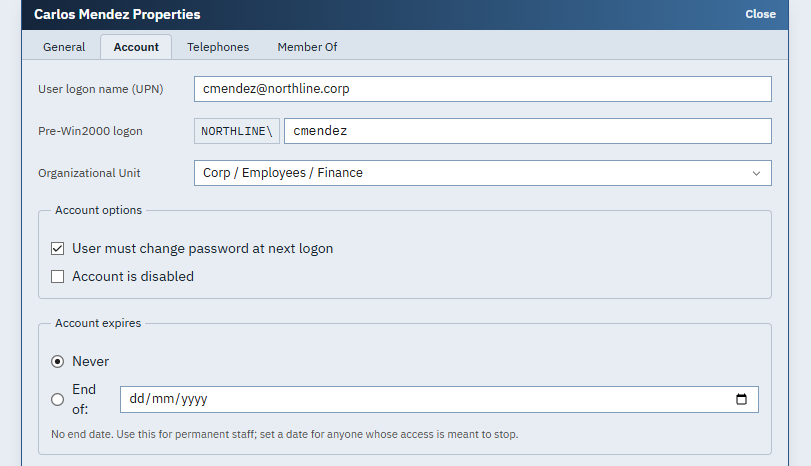 Carlos Mendez Properties Close
General Account Telephones Member Of
User logon name (UPN) cmendez@northline.corp
Pre-Win2000 logon NORTHLINE\ cmendez
Organizational Unit Corp / Employees / Finance
Account options
User must change password at next logon
Account is disabled
Account expires
Never
End of: dd/mm/yyyy
No end date. Use this for permanent staff; set a date for anyone whose access is meant to stop.